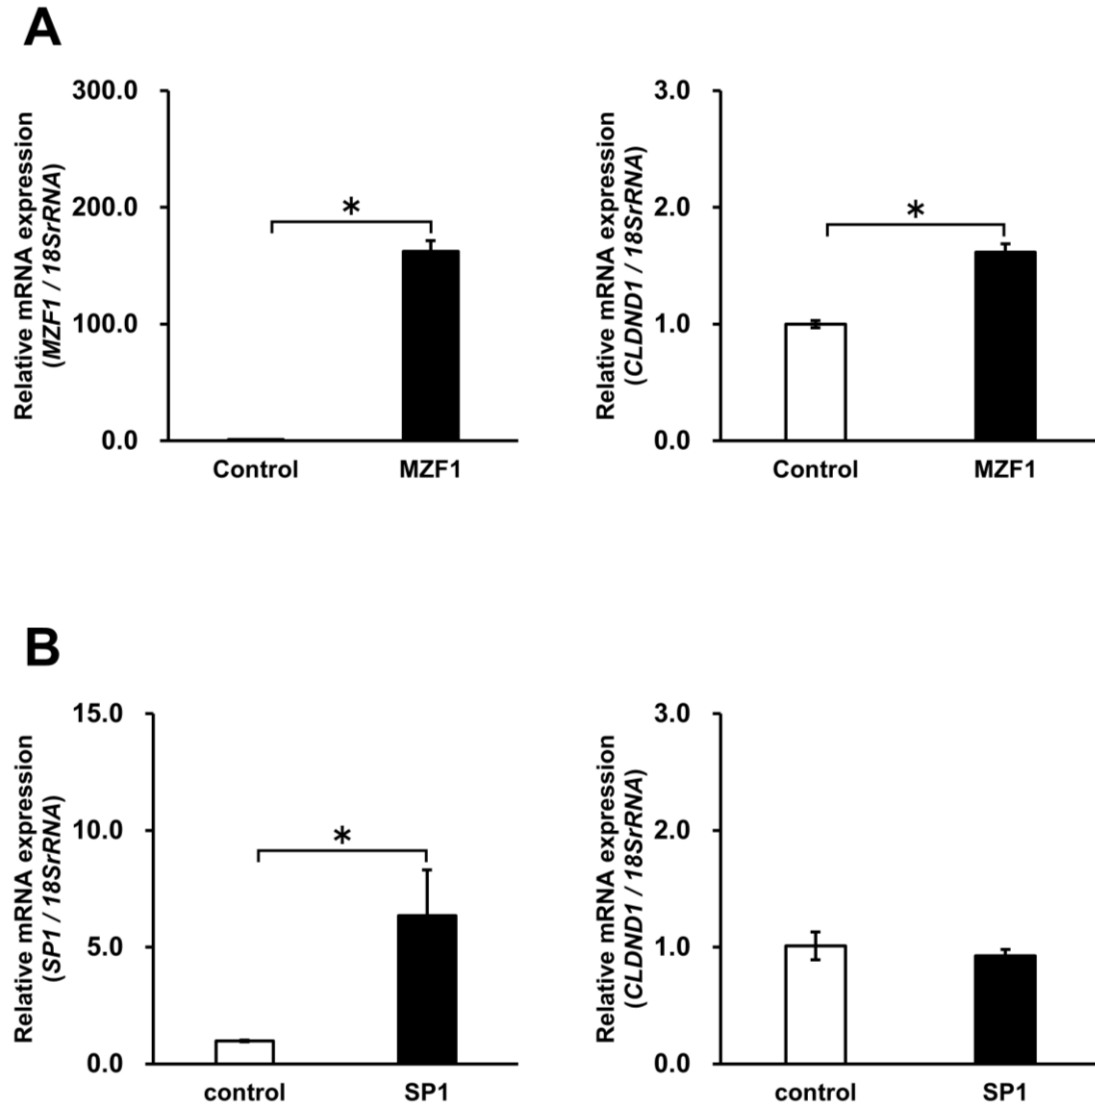 A
Relative mRNA expression
(MZF1 / 18SrRNA)
300.0
200.0
100.0
0.0
*
Control
MZF1
Relative mRNA expression
(CLDND1 / 18SrRNA)
3.0
2.0
1.0
0.0
*
Control
MZF1
B
Relative mRNA expression
(SP1 / 18SrRNA)
15.0
10.0
5.0
0.0
*
control
SP1
Relative mRNA expression
(CLDND1 / 18SrRNA)
3.0
2.0
1.0
0.0
control
SP1